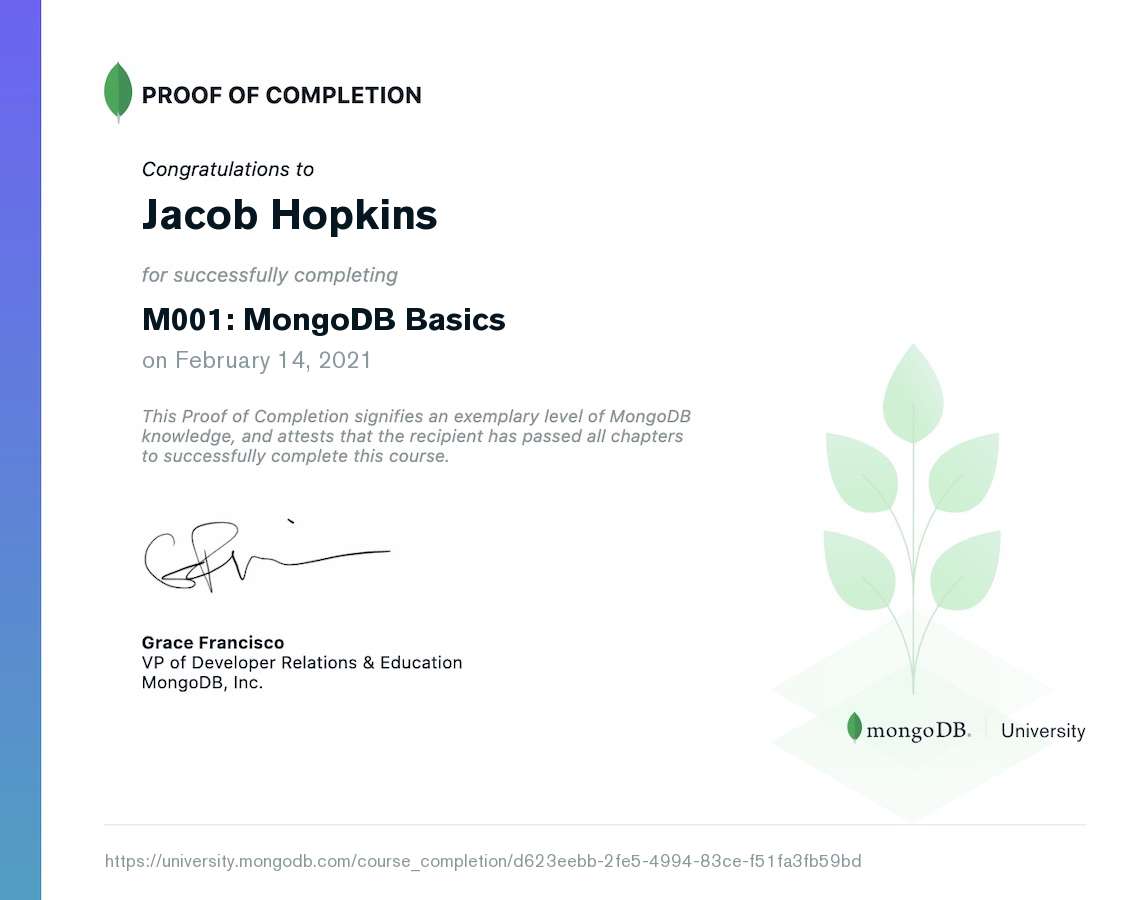 PROOF OF COMPLETION
Congratulations to
Jacob Hopkins
for successfully completing
M001: MongoDB Basics
on February 14, 2021
This Proof of Completion signifies an exemplary level of MongoDB
knowledge, and attests that the recipient has passed all chapters
to successfully complete this course.
Grace Francisco
VP of Developer Relations & Education
MongoDB, Inc.
mongoDB. University
https://university.mongodb.com/course_completion/d623eebb-2fe5-4994-83ce-f51fa3fb59bd